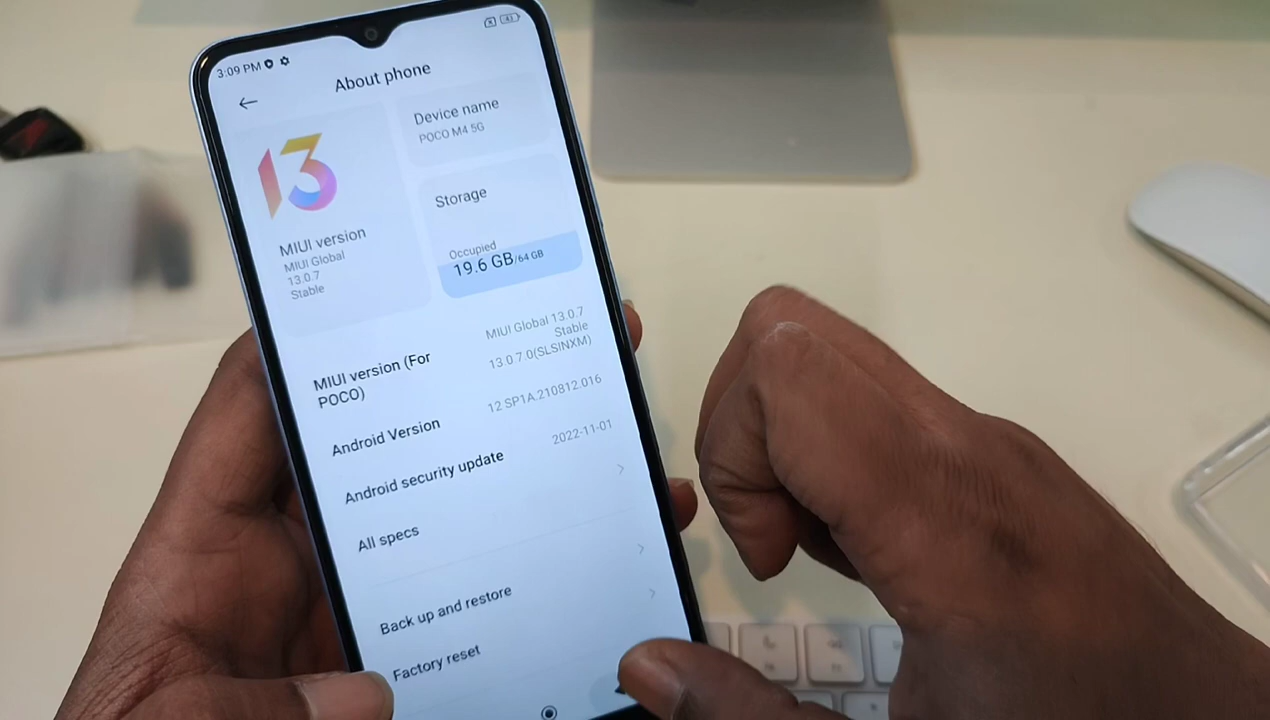 3:09 PM
43
About phone
13
MIUI version
MIUI Global
13.0.7
Stable
Device name
POCO M4 5G
Storage
Occupied
19.6 GB/64 GB
MIUI version (For
POCO)
MIUI Global 13.0.7
Stable
13.0.7.0(SLSINXM)
Android Version
12 SP1A.210812.016
Android security update
2022-11-01
All specs
Back up and restore
Factory reset